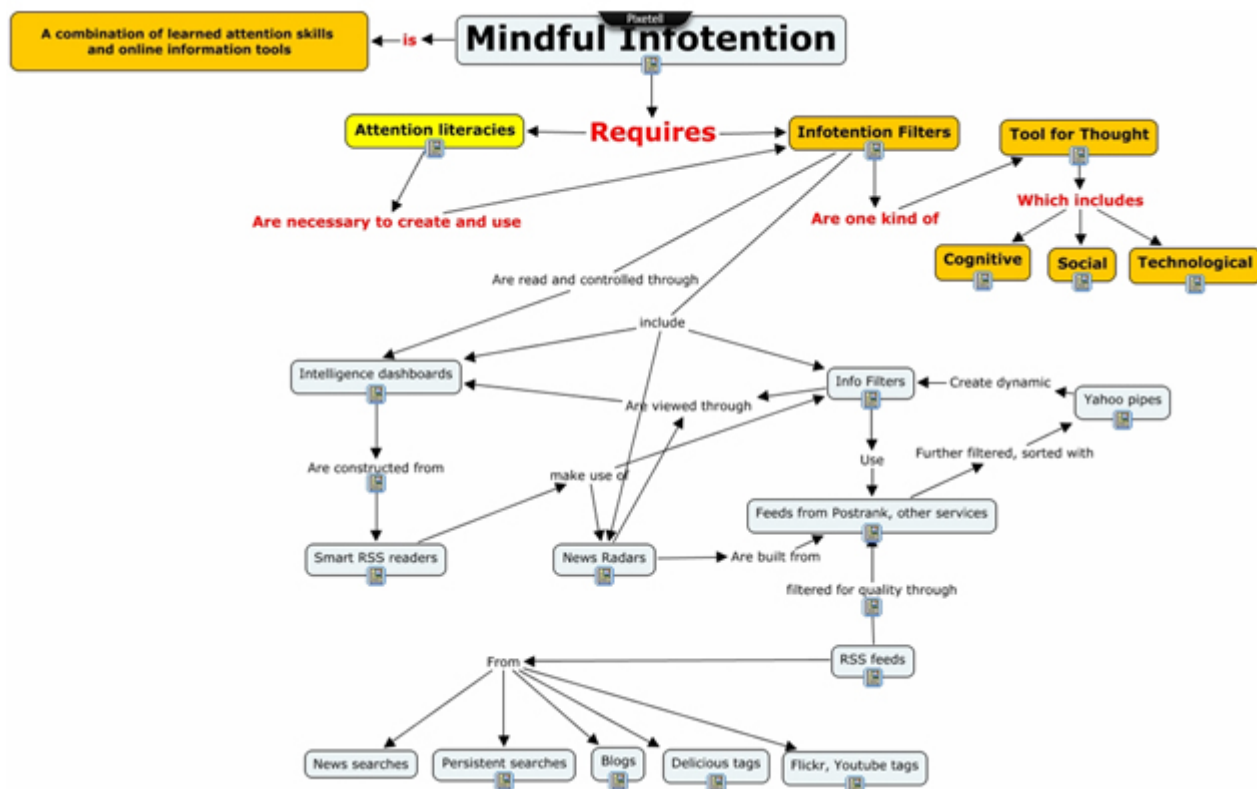 Pixetell
A combination of learned attention skills
and online information tools
is
Mindful Infotention
Attention literacies
Requires
Infotention Filters
Tool for Thought
Are necessary to create and use
Are one kind of
Which includes
Cognitive
Social
Technological
Are read and controlled through
include
Intelligence dashboards
Info Filters
Create dynamic
Yahoo pipes
Are viewed through
Are constructed from
make use of
Use
Further filtered, sorted with
Feeds from Postrank, other services
Smart RSS readers
News Radars
Are built from
filtered for quality through
From
RSS feeds
News searches
Persistent searches
Blogs
Delicious tags
Flickr, Youtube tags